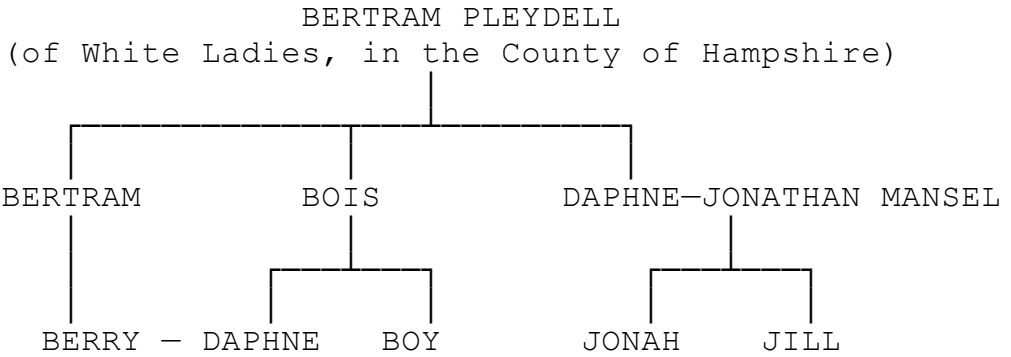 BERTRAM PLEYDELL
(of White Ladies, in the County of Hampshire)
BERTRAM BOIS DAPHNE—JONATHAN MANSEL
BERRY — DAPHNE BOY JONAH JILL